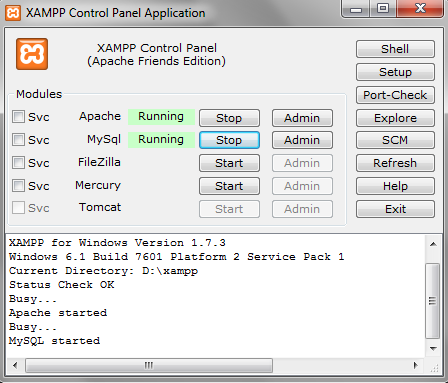 XAMPP Control Panel Application
XAMPP Control Panel
(Apache Friends Edition)
Shell
Setup
Port-Check
Modules
Svc Apache Running Stop Admin Explore
Svc MySql Running Stop Admin SCM
Svc FileZilla Start Admin Refresh
Svc Mercury Start Admin Help
Svc Tomcat Start Admin Exit
XAMPP for Windows Version 1.7.3
Windows 6.1 Build 7601 Platform 2 Service Pack 1
Current Directory: D:\xampp
Status Check OK
Busy...
Apache started
Busy...
MySQL started